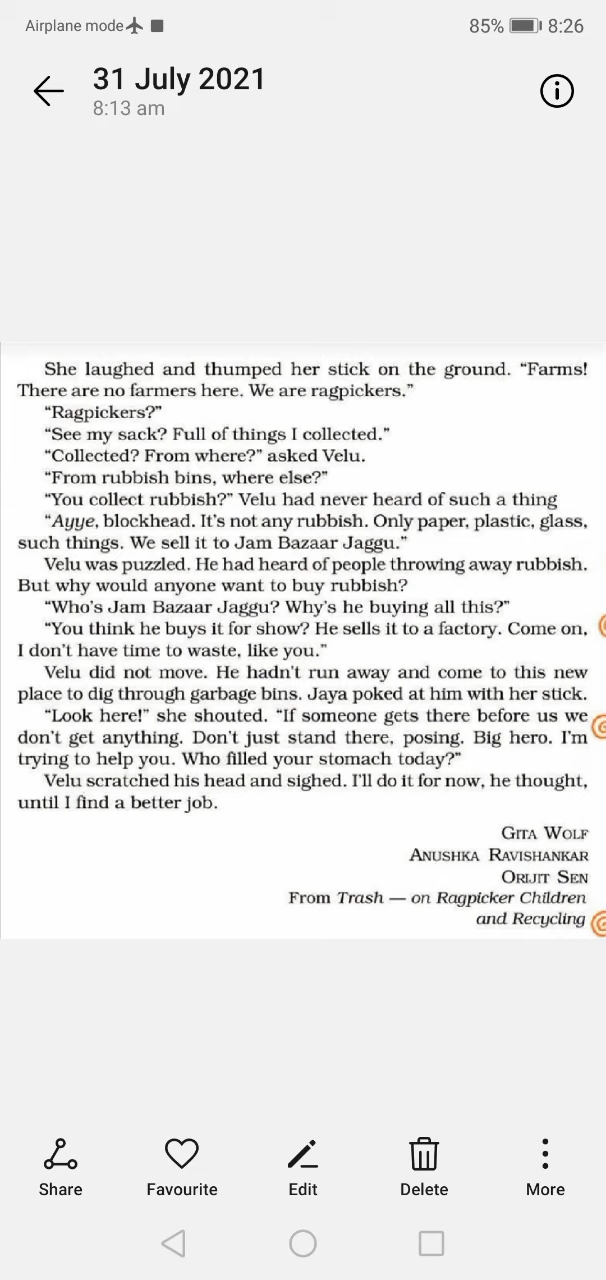 Airplane mode
85%
8:26
31 July 2021
8:13 am
She laughed and thumped her stick on the ground. “Farms!
There are no farmers here. We are ragpickers.”
“Ragpickers?”
“See my sack? Full of things I collected.”
“Collected? From where?” asked Velu.
“From rubbish bins, where else?”
“You collect rubbish?” Velu had never heard of such a thing
“Ayye, blockhead. It’s not any rubbish. Only paper, plastic, glass,
such things. We sell it to Jam Bazaar Jaggu.”
Velu was puzzled. He had heard of people throwing away rubbish.
But why would anyone want to buy rubbish?
“Who’s Jam Bazaar Jaggu? Why’s he buying all this?”
“You think he buys it for show? He sells it to a factory. Come on,
I don’t have time to waste, like you.”
Velu did not move. He hadn’t run away and come to this new
place to dig through garbage bins. Jaya poked at him with her stick.
“Look here!” she shouted. “If someone gets there before us we
don’t get anything. Don’t just stand there, posing. Big hero. I’m
trying to help you. Who filled your stomach today?”
Velu scratched his head and sighed. I’ll do it for now, he thought,
until I find a better job.
GITA WOLF
ANUSHKA RAVISHANKAR
ORIJIT SEN
From Trash — on Ragpicker Children
and Recycling
Share
Favourite
Edit
Delete
More